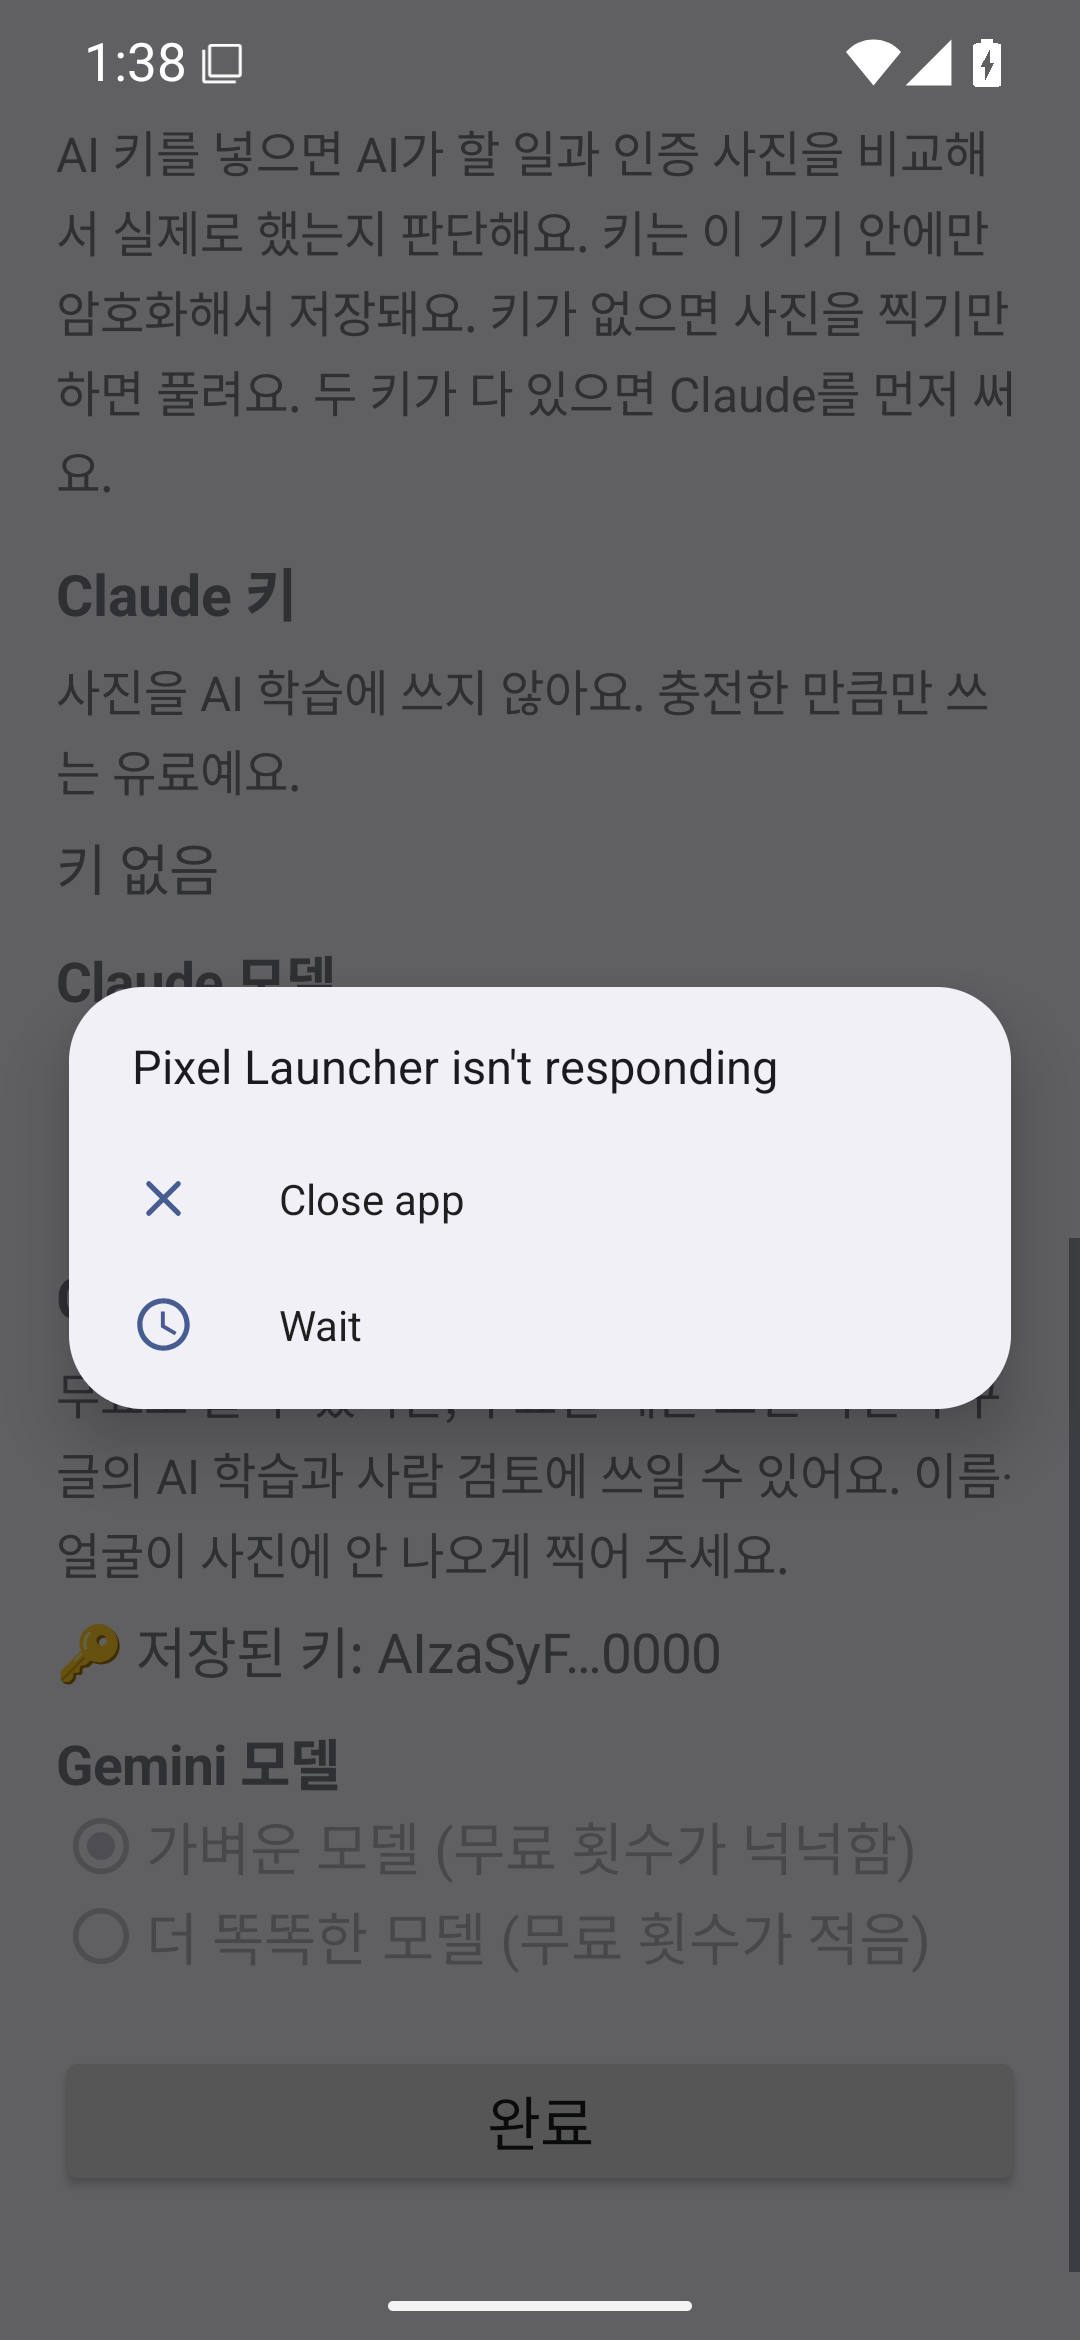 1:38
AI 키를 넣으면 AI가 할 일과 인증 사진을 비교해
서 실제로 했는지 판단해요. 키는 이 기기 안에만
암호화해서 저장돼요. 키가 없으면 사진을 찍기만
하면 풀려요. 두 키가 다 있으면 Claude를 먼저 써
요.
Claude 키
사진을 AI 학습에 쓰지 않아요. 충전한 만큼만 쓰
는 유료예요.
키 없음
Claude 모델
Pixel Launcher isn't responding
Close app
Wait
글의 AI 학습과 사람 검토에 쓰일 수 있어요. 이름·
얼굴이 사진에 안 나오게 찍어 주세요.
🔑 저장된 키: AIzaSyF…0000
Gemini 모델
가벼운 모델 (무료 횟수가 넉넉함)
더 똑똑한 모델 (무료 횟수가 적음)
완료